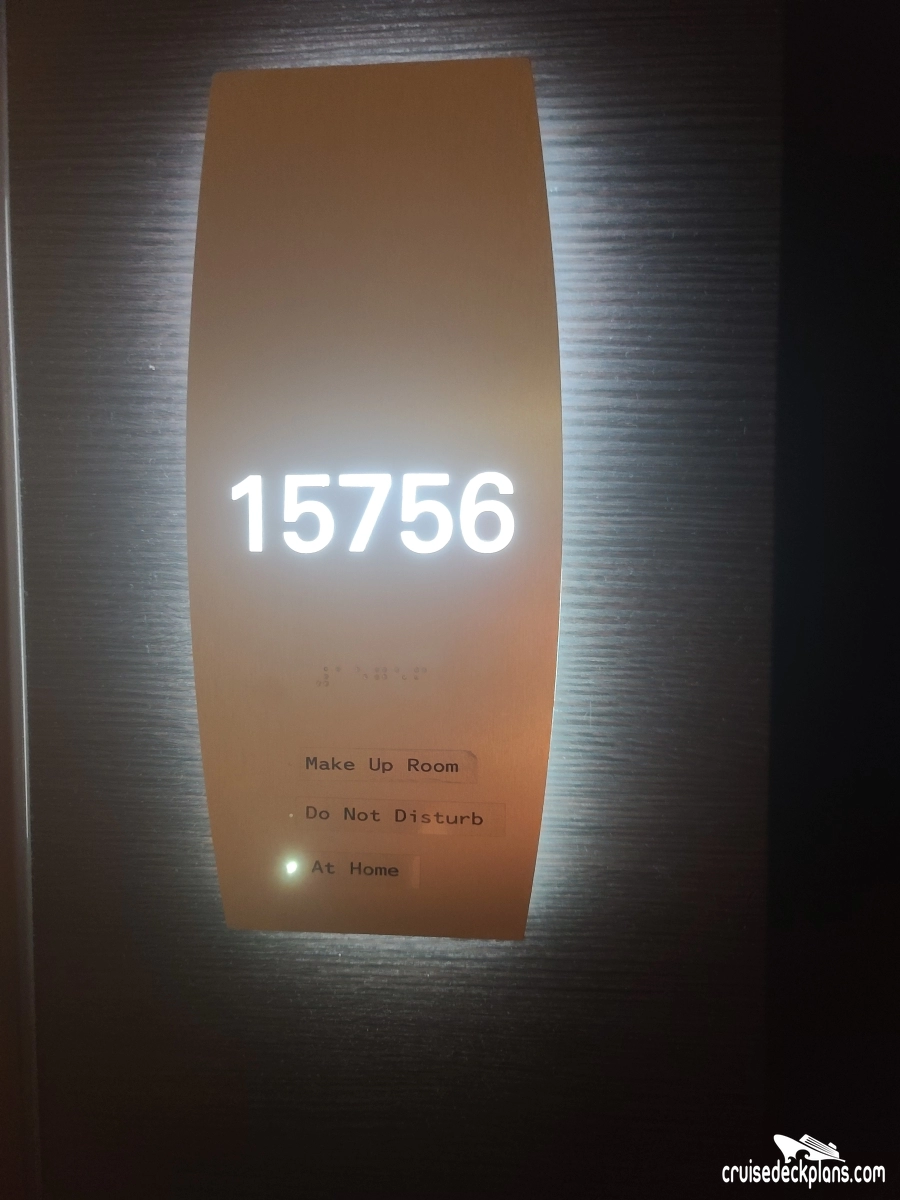 15756
Make Up Room
Do Not Disturb
At Home
cruisedeckplans.com